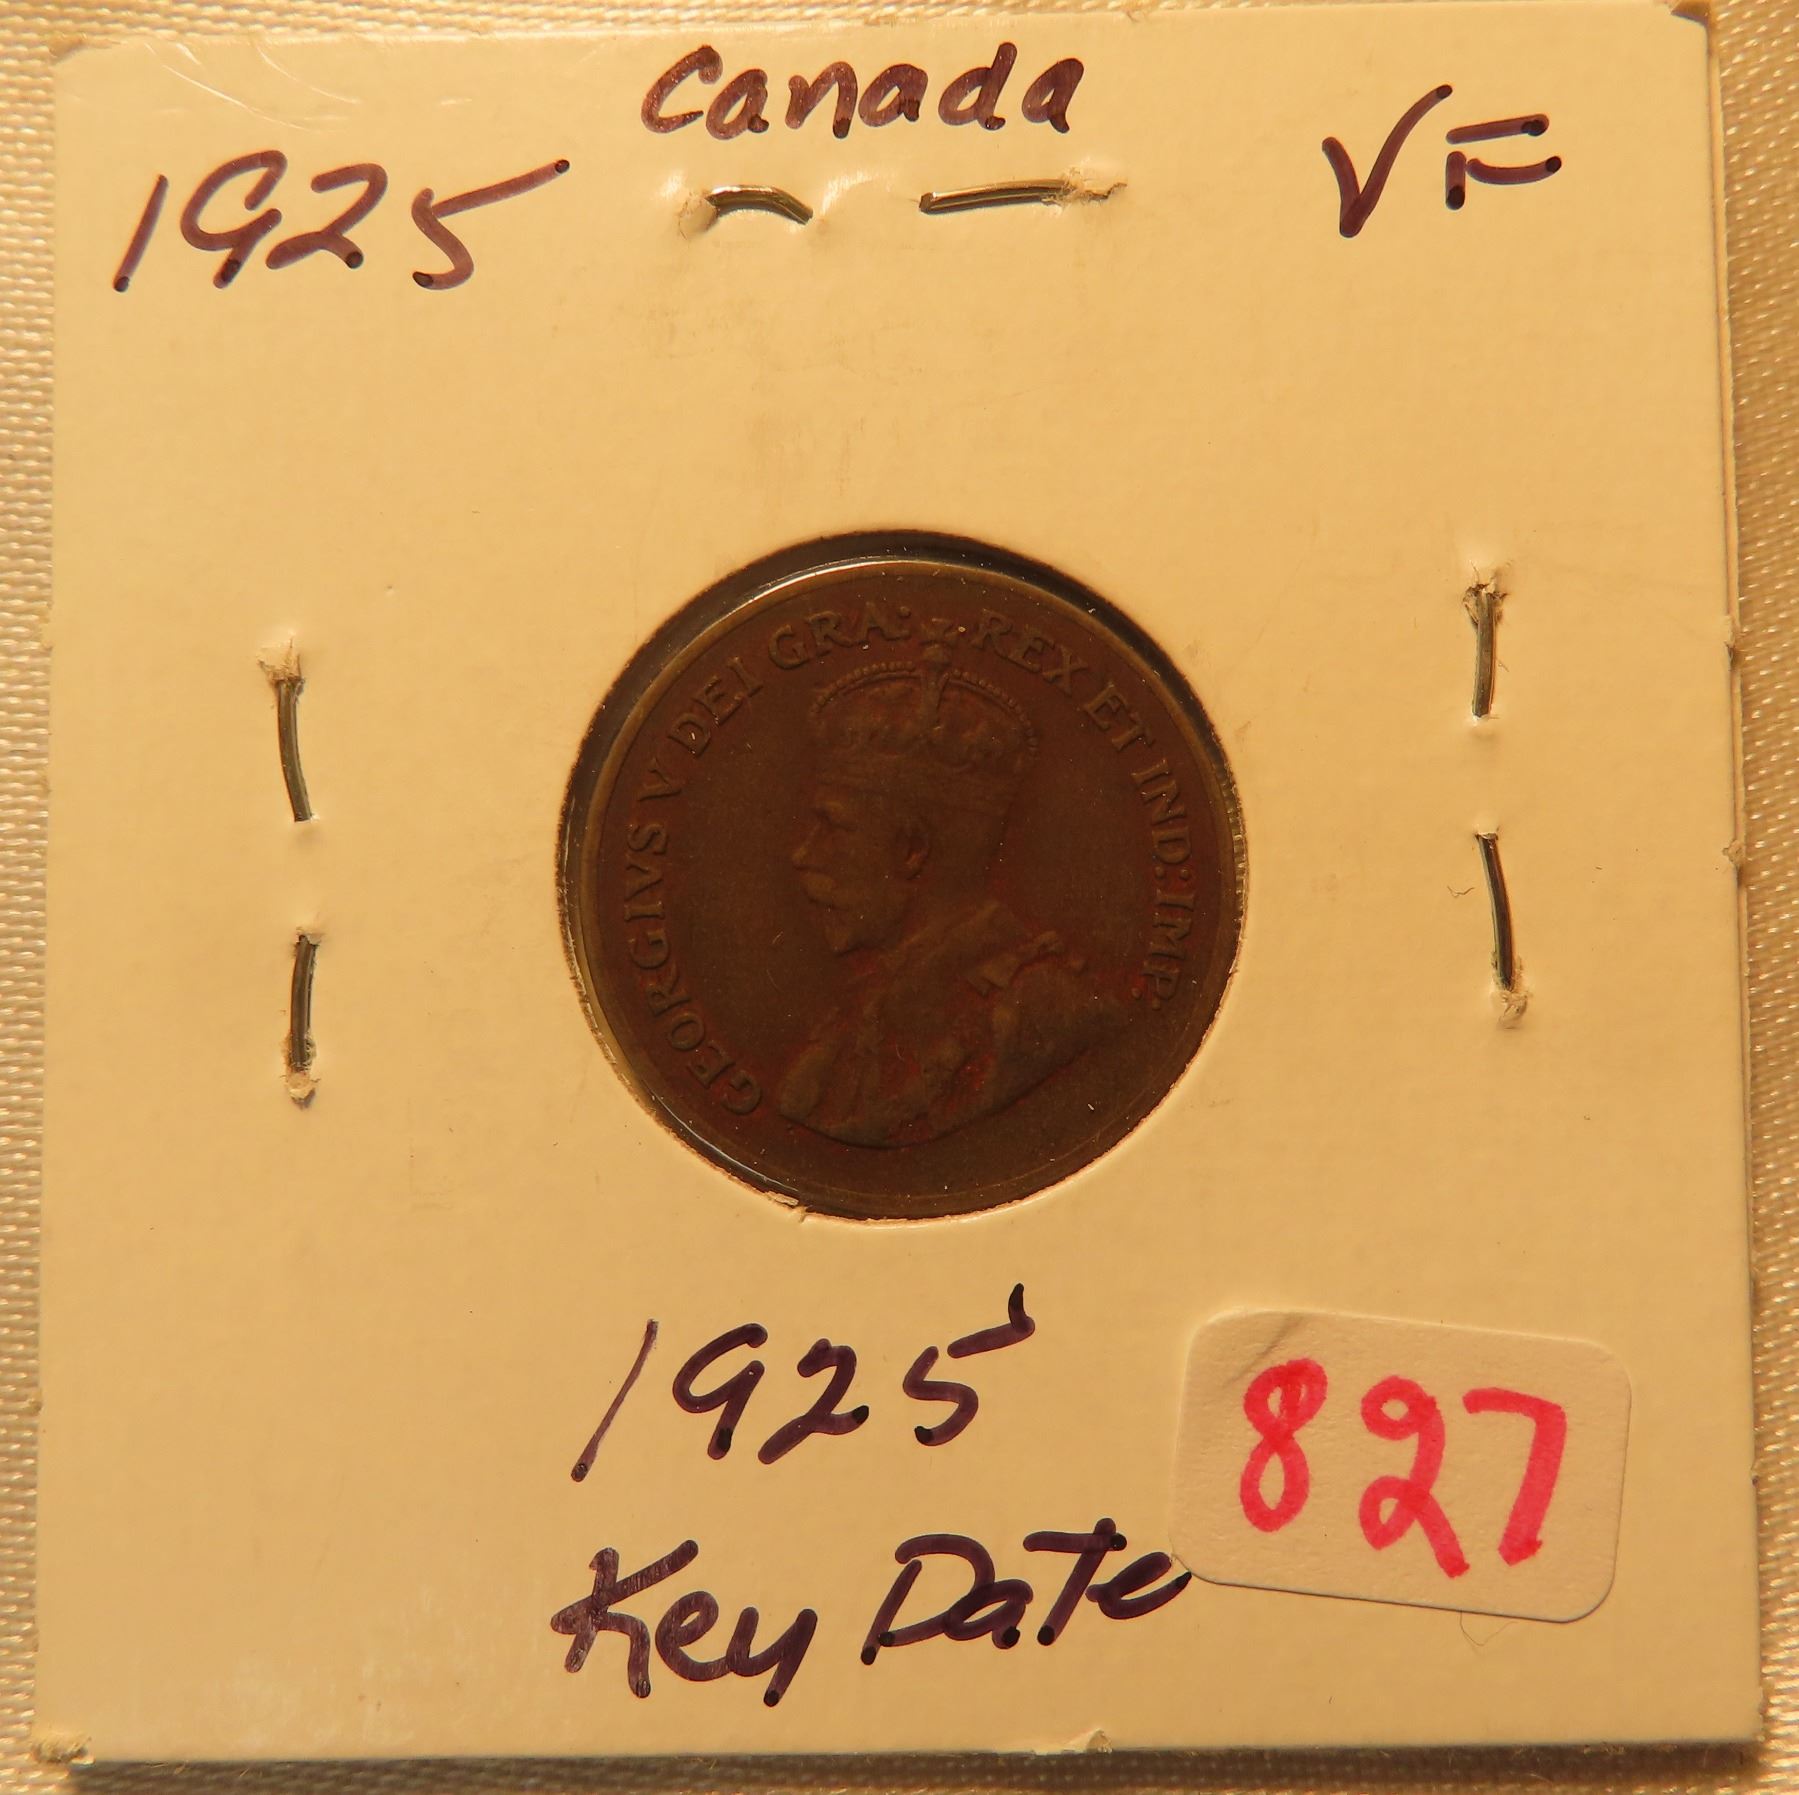 Canada
1925 VF
GEORGIVS V DEI GRA: REX ET IND: IMP:
1925
827
Key Date